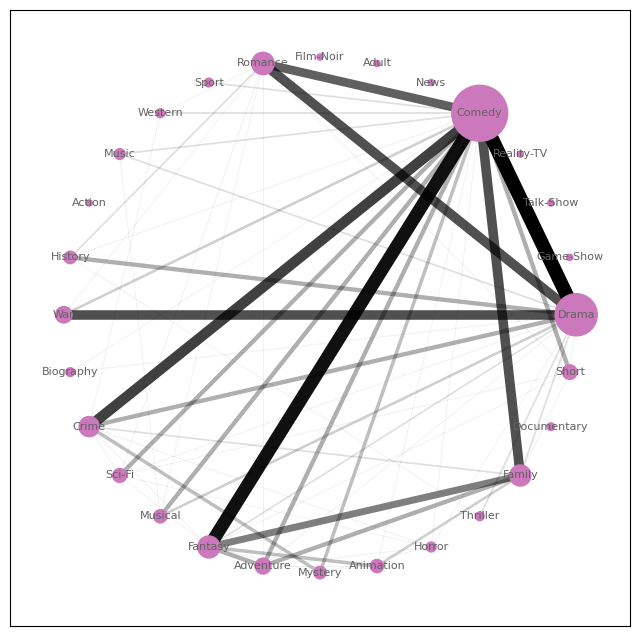 Film-Noir
Romance
Adult
Sport
News
Western
Comedy
Music
Reality-TV
Action
Talk-Show
History
Game-Show
War
Drama
Biography
Short
Crime
Documentary
Sci-Fi
Family
Musical
Thriller
Fantasy
Horror
Adventure
Animation
Mystery